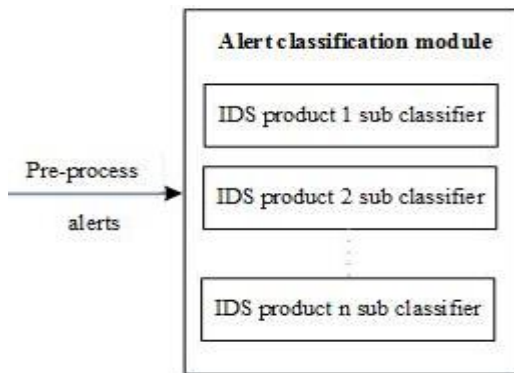 Alert classification module
IDS product 1 sub classifier
Pre-process
IDS product 2 sub classifier
alerts
IDS product n sub classifier